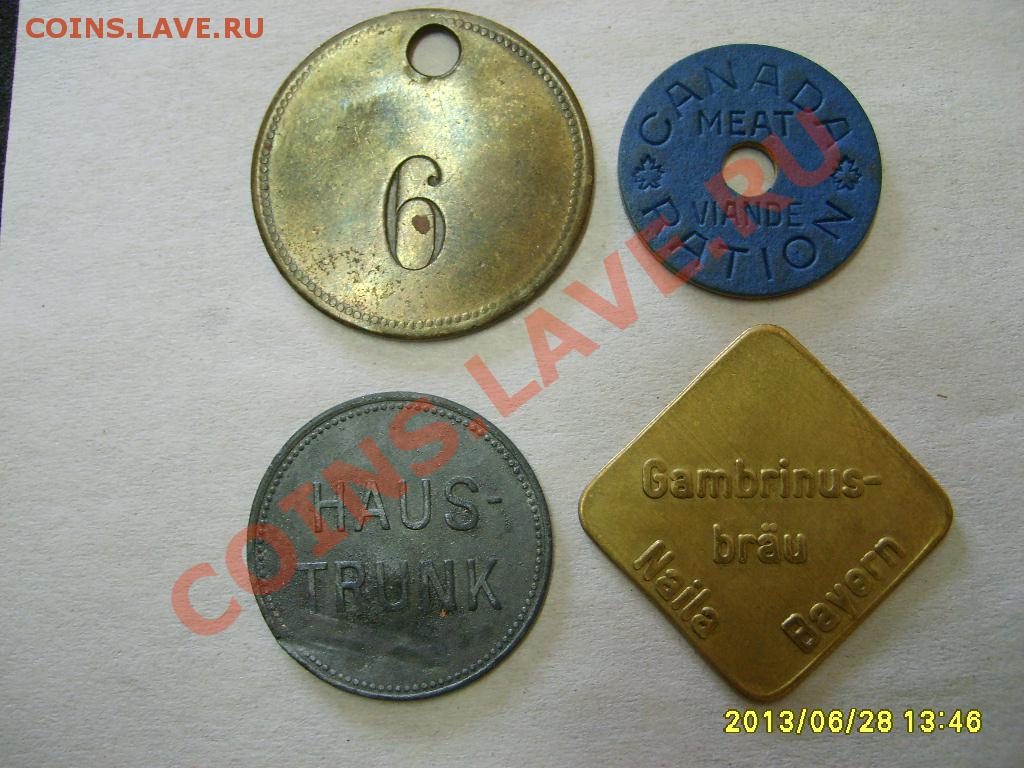 COINS.LAVE.RU
6
CANADA
MEAT
VIANDE
RATION
COINS.LAVE.RU
HAUS-
TRUNK
Gambrinus-
bräu
Naila Bayern
2013/06/28 13:46